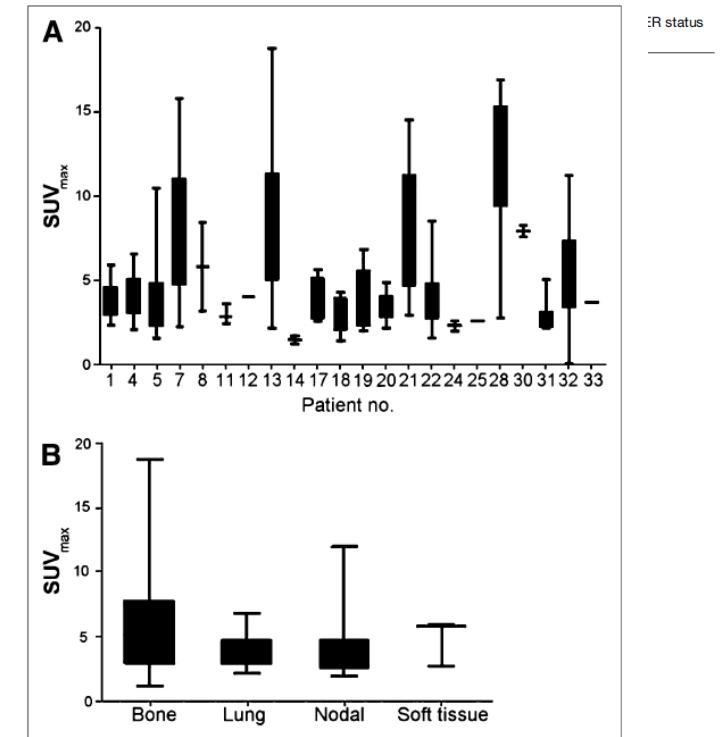 A
20
15
10
5
0
SUVmax
1 4 5 7 8 11 12 13 14 17 18 19 20 21 22 24 25 28 30 31 32 33
Patient no.
ER status
B
20
15
10
5
0
SUVmax
Bone Lung Nodal Soft tissue